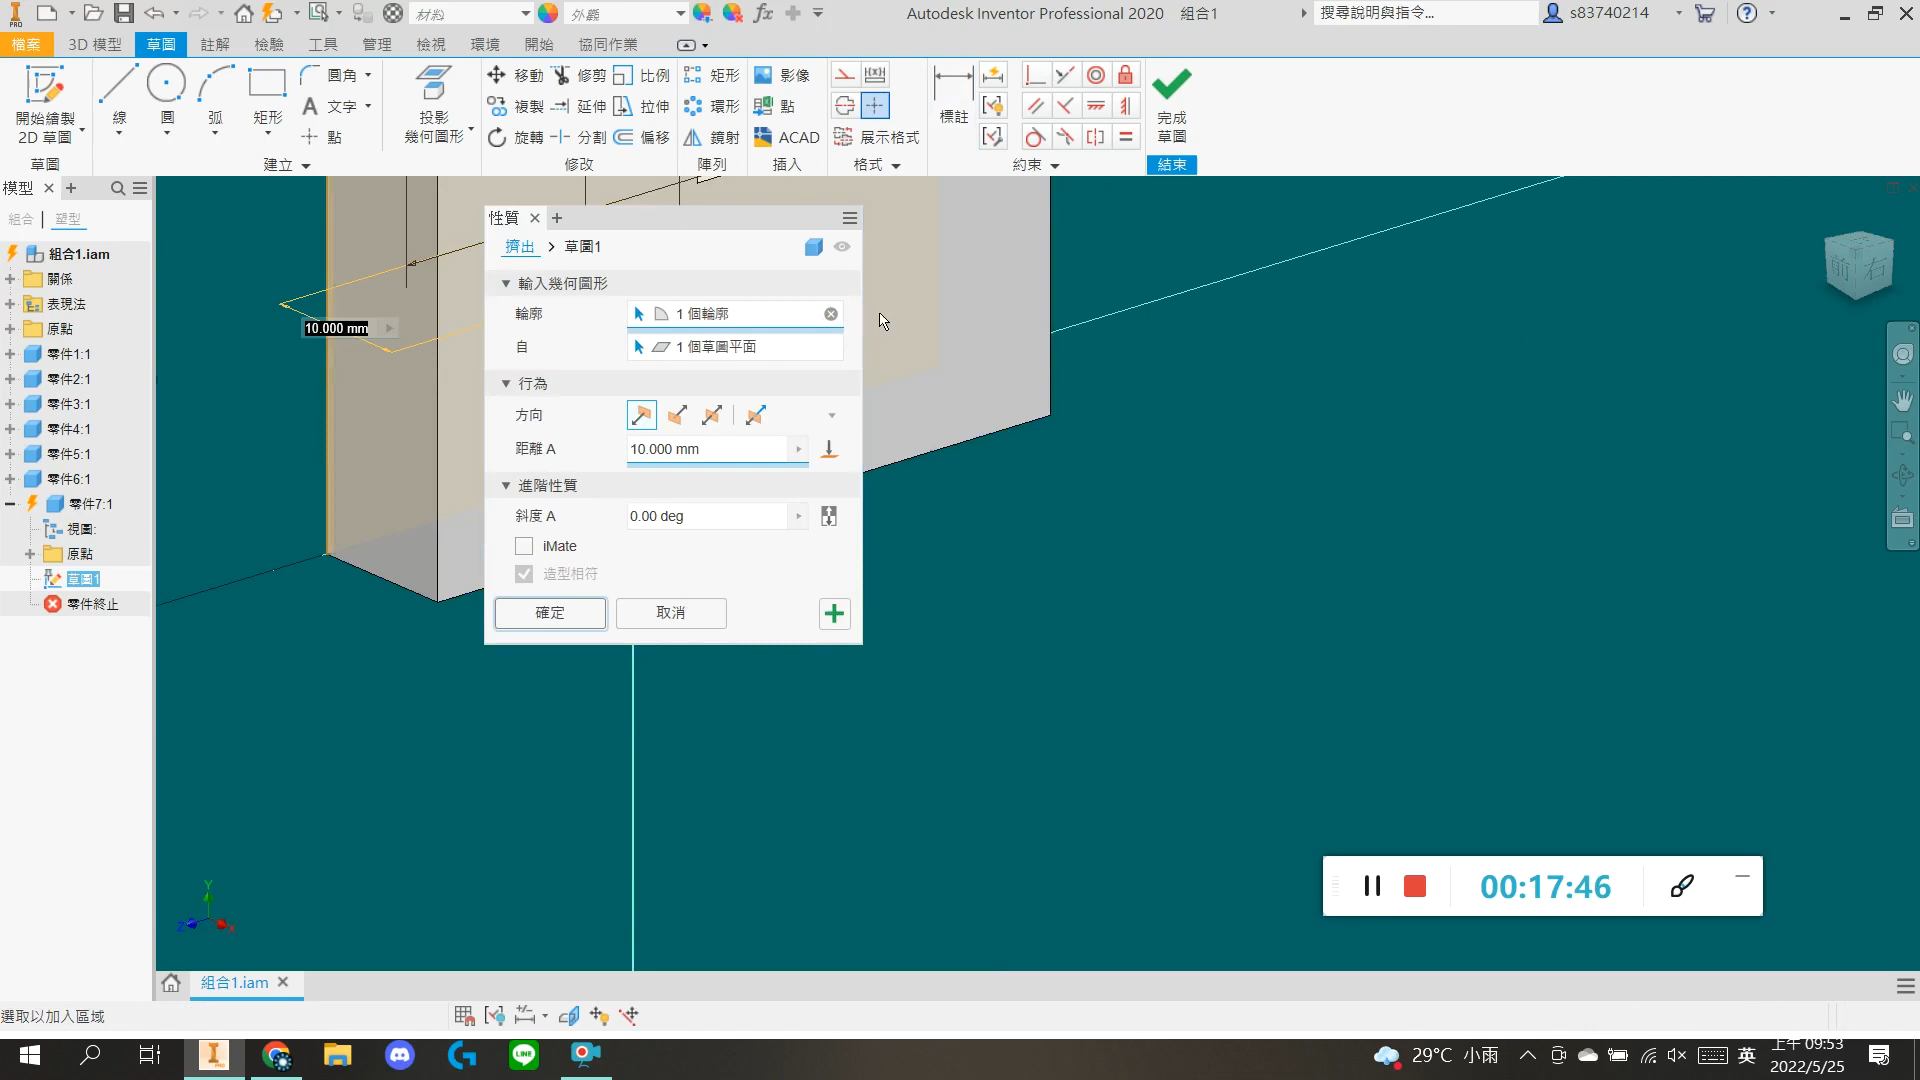 PRO
材料
外觀
fx
Autodesk Inventor Professional 2020 組合1
搜尋說明與指令...
s83740214
檔案 3D 模型 草圖 註解 檢驗 工具 管理 檢視 環境 開始 協同作業
開始繪製
2D 草圖
草圖
線 圓 弧 矩形
圓角
文字
點
建立
投影
幾何圖形
移動 修剪 比例
複製 延伸 拉伸
旋轉 分割 偏移
修改
矩形
環形
鏡射
陣列
影像
點
ACAD
插入
展示格式
格式
標註
約束
完成
草圖
結束
模型
組合 | 塑型
組合1.iam
關係
表現法
原點
零件1:1
零件2:1
零件3:1
零件4:1
零件5:1
零件6:1
零件7:1
視圖:
原點
草圖1
零件終止
10.000 mm
性質
擠出 > 草圖1
輸入幾何圖形
輪廓 1 個輪廓
自 1 個草圖平面
行為
方向
距離 A 10.000 mm
進階性質
斜度 A 0.00 deg
iMate
造型相符
確定 取消
前 右
Y
Z
X
00:17:46
組合1.iam
選取以加入區域
29°C 小雨
英
上午 09:53
2022/5/25